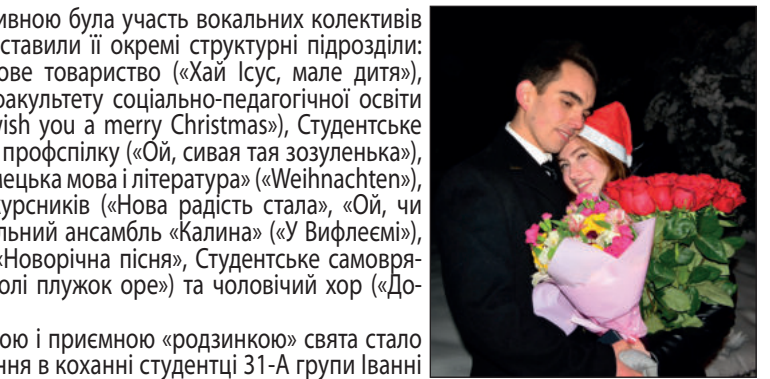 ивною була участь вокальних колективів
ставили її окремі структурні підрозділи:
ове товариство («Хай Ісус, мале дитя»),
факультету соціально-педагогічної освіти
wish you a merry Christmas»), Студентське
профспілку («Ой, сивая тая зозуленька»),
мецька мова і література» («Weihnachten»),
курсників («Нова радість стала», «Ой, чи
льний ансамбль «Калина» («У Вифлеємі»),
«Новорічна пісня», Студентське самовря-
олі плужок оре») та чоловічий хор («До-
ою і приємною «родзинкою» свята стало
ння в коханні студентці 31-А групи Іванні